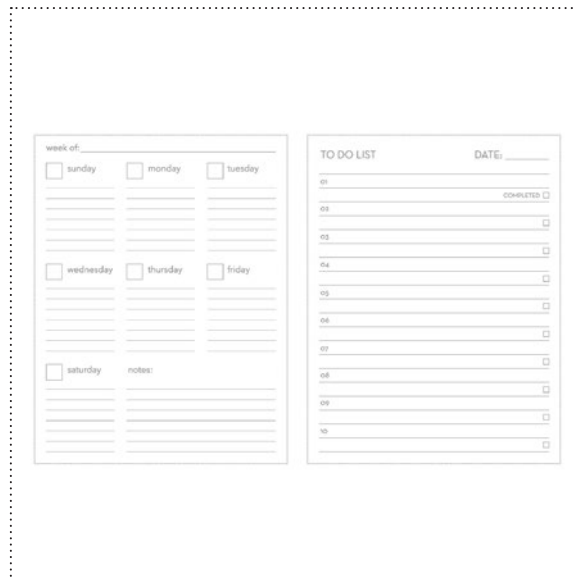 week of:
sunday monday tuesday
wednesday thursday friday
saturday notes:
TO DO LIST DATE:
01
COMPLETED
02
03
04
05
06
07
08
09
10